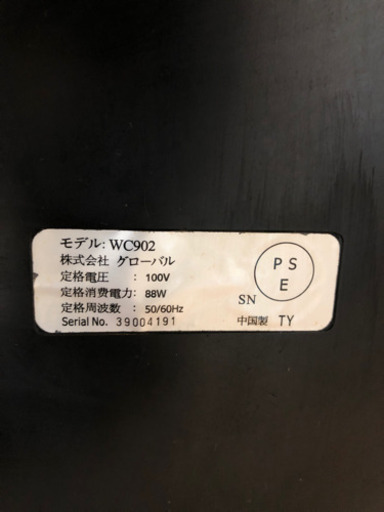 モデル: WC902
株式会社 グローバル
定格電圧 : 100V
定格消費電力: 88W
定格周波数 : 50/60Hz
Serial No. 39004191
P S
E
SN
中国製 TY